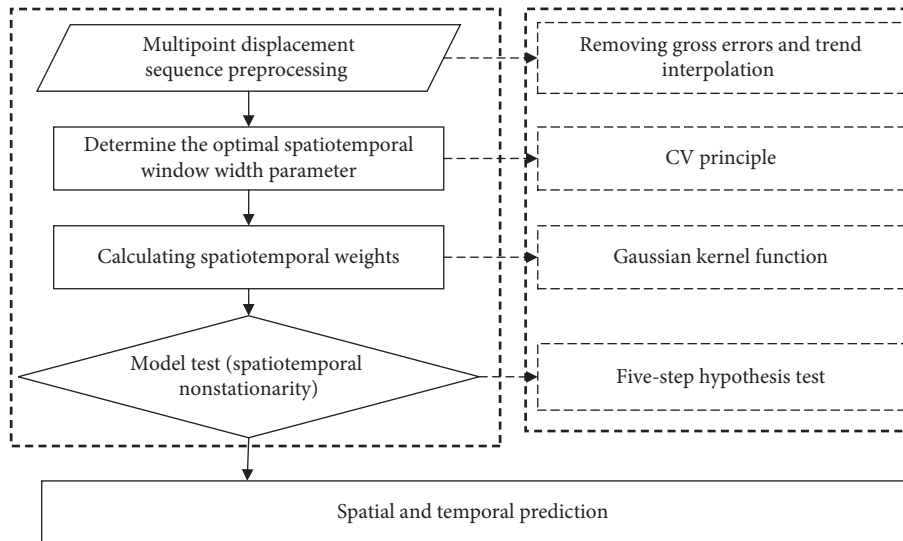 Multipoint displacement
sequence preprocessing
Removing gross errors and trend
interpolation
Determine the optimal spatiotemporal
window width parameter
CV principle
Calculating spatiotemporal weights
Gaussian kernel function
Model test (spatiotemporal
nonstationarity)
Five-step hypothesis test
Spatial and temporal prediction